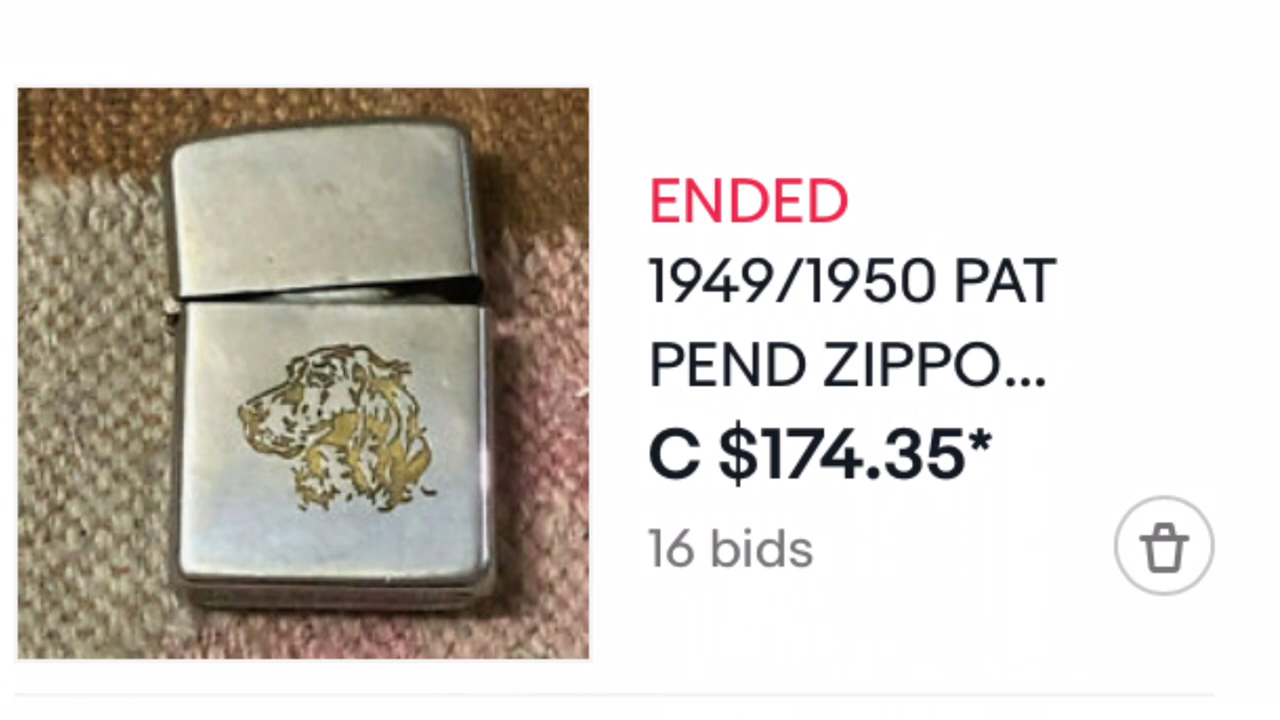 ENDED
1949/1950 PAT
PEND ZIPPO...
C $174.35*
16 bids